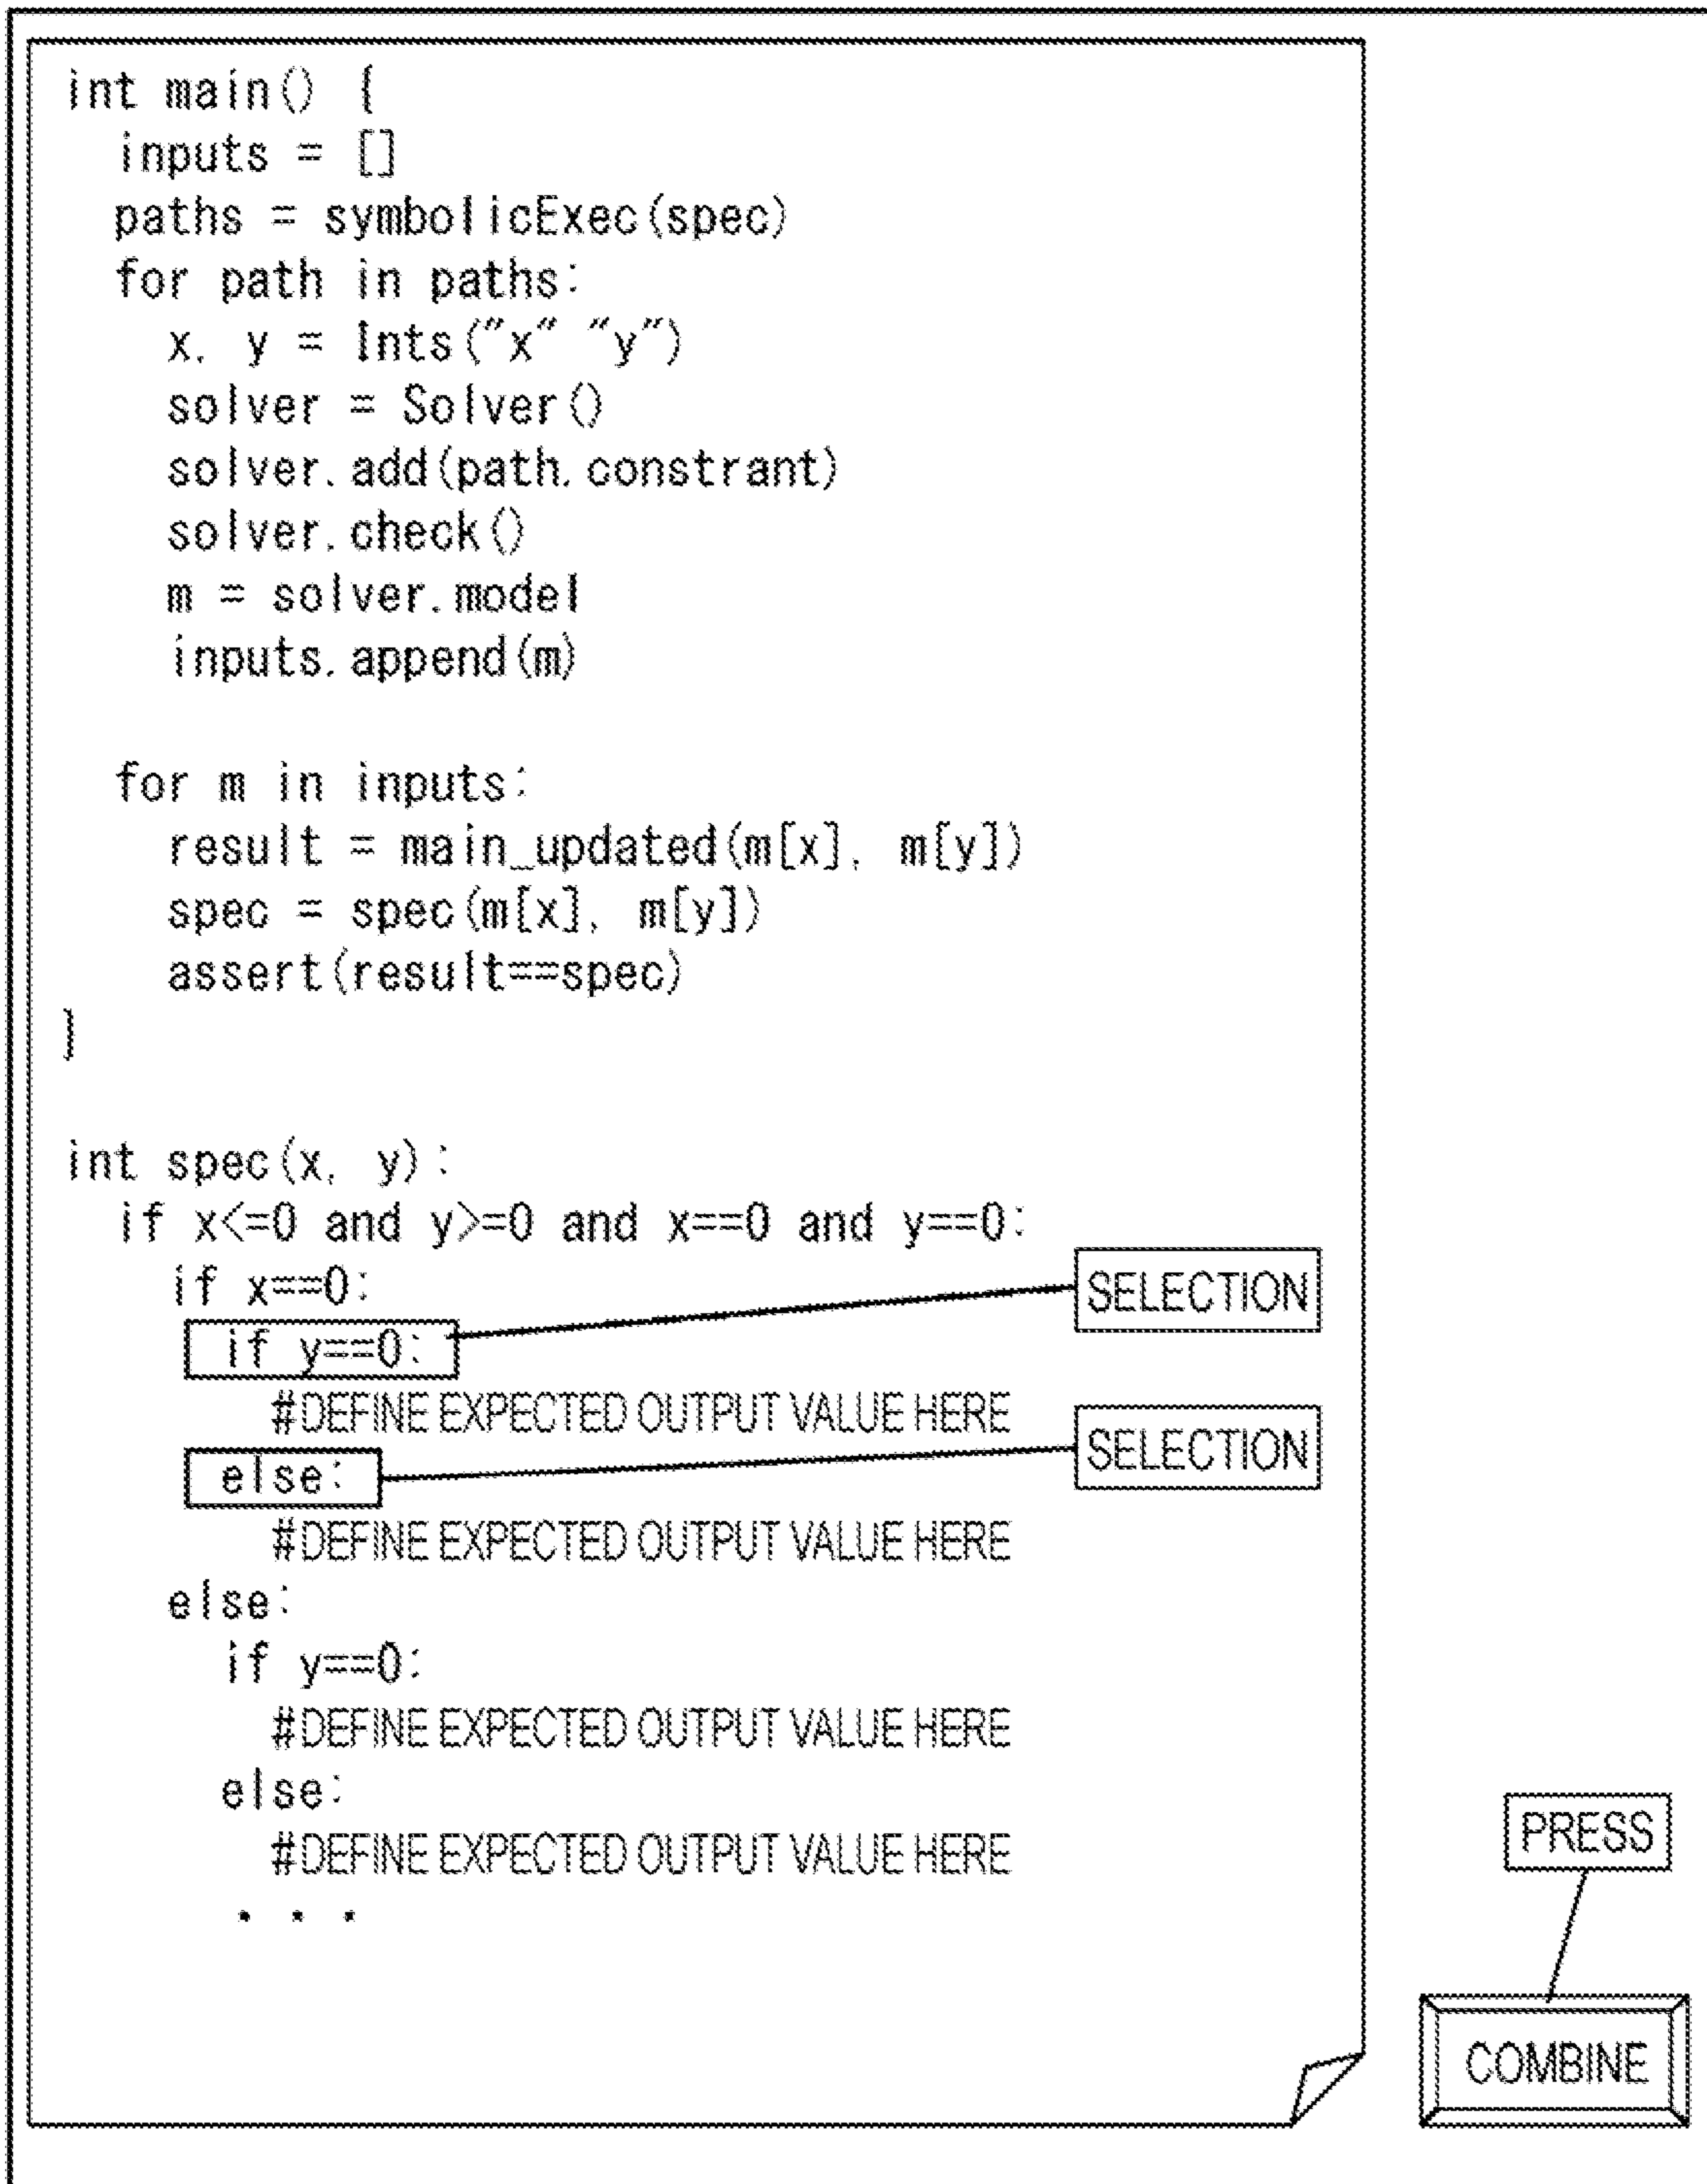 int main() {
inputs = []
paths = symbolicExec(spec)
for path in paths:
x, y = Ints("x" "y")
solver = Solver()
solver.add(path.constrant)
solver.check()
m = solver.model
inputs.append(m)
for m in inputs:
result = main_updated(m[x], m[y])
spec = spec(m[x], m[y])
assert(result==spec)
}
int spec(x, y):
if x<=0 and y>=0 and x==0 and y==0:
if x==0:
SELECTION
if y==0:
#DEFINE EXPECTED OUTPUT VALUE HERE
SELECTION
else:
#DEFINE EXPECTED OUTPUT VALUE HERE
else:
if y==0:
#DEFINE EXPECTED OUTPUT VALUE HERE
else:
#DEFINE EXPECTED OUTPUT VALUE HERE
. . .
PRESS
COMBINE